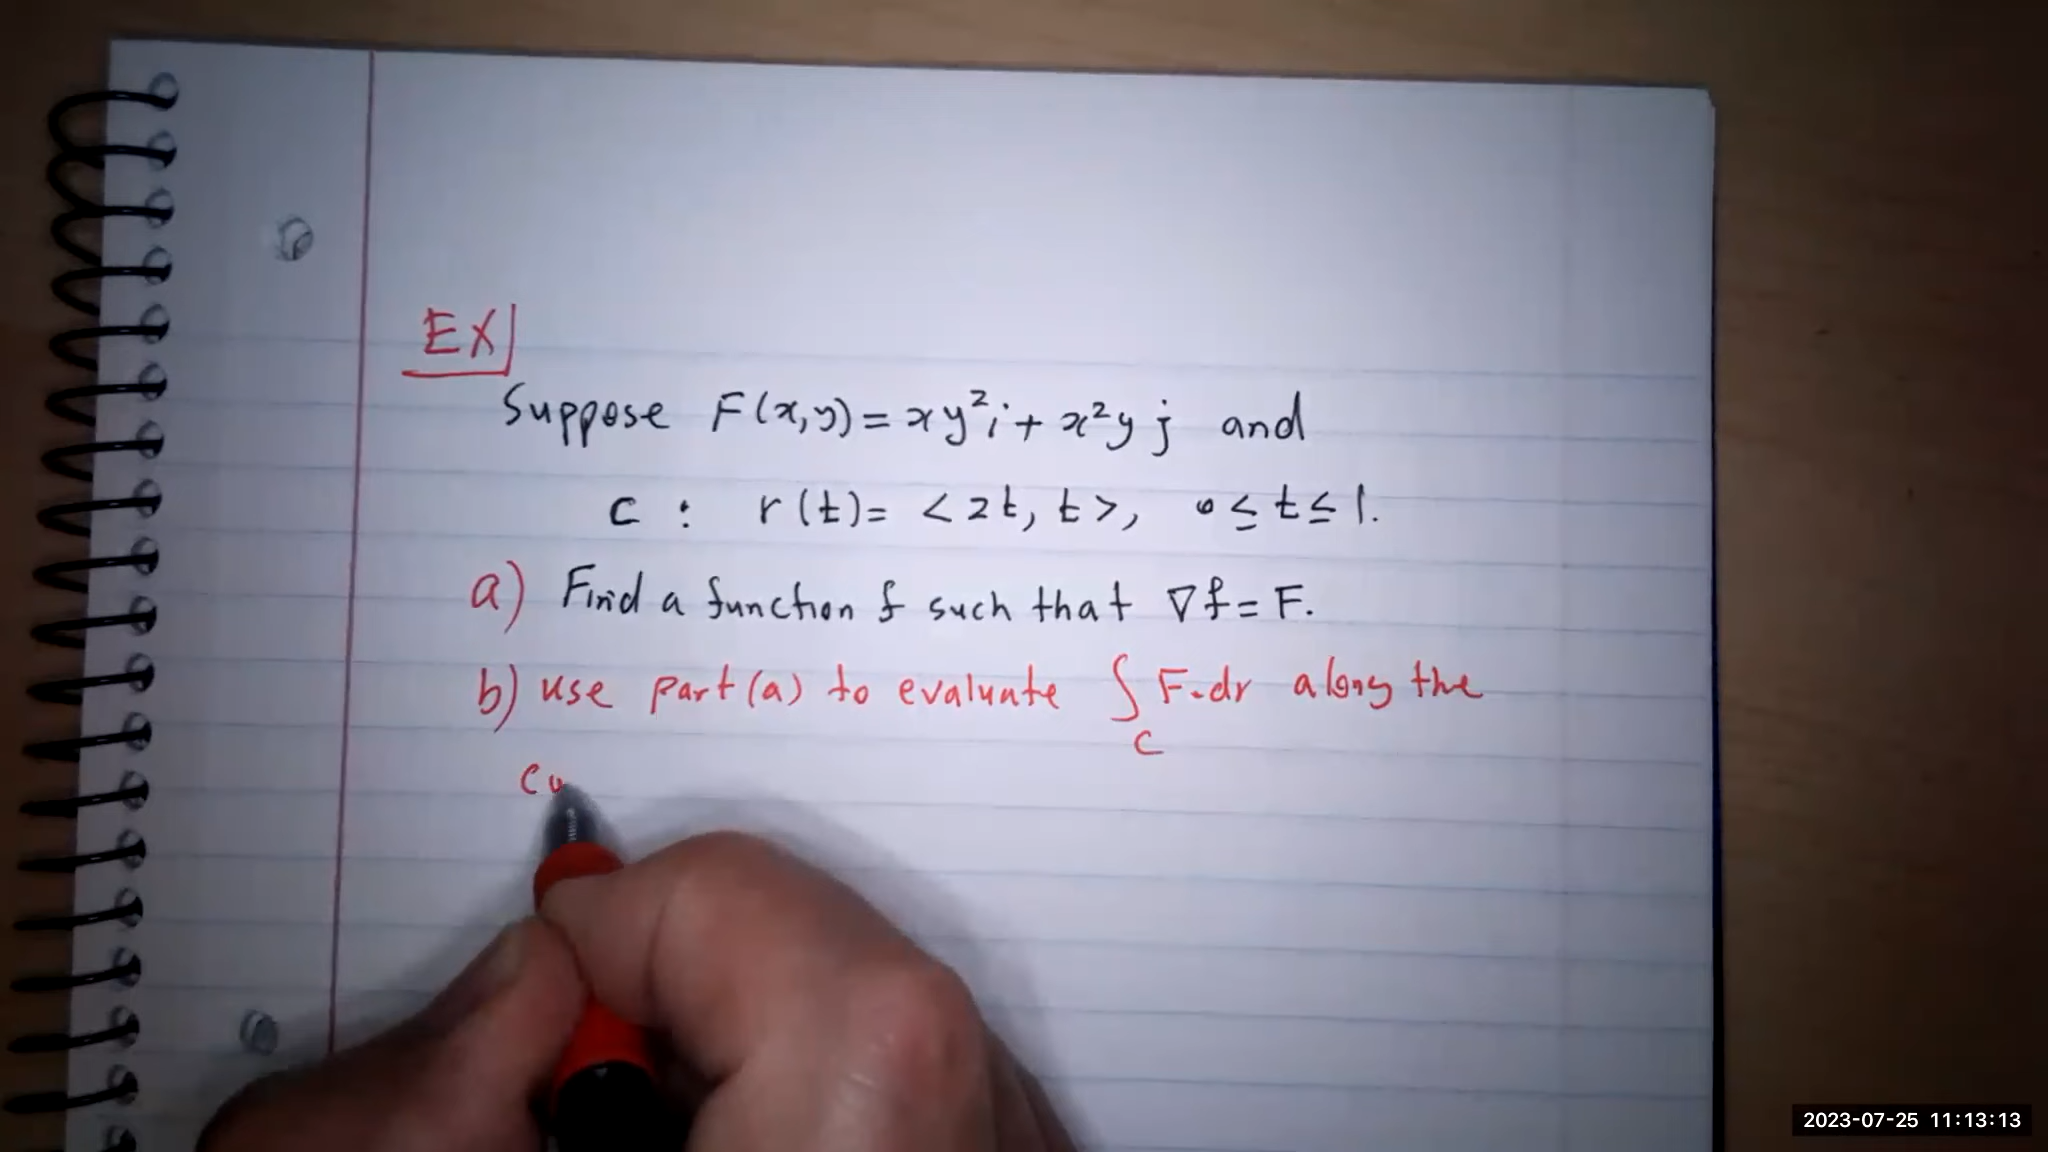 EX
Suppose F(x,y) = xy²i + x²y j and
C : r(t) = <2t, t>, 0 ≤ t ≤ 1.
a) Find a function f such that ∇f = F.
b) use part (a) to evaluate ∫_C F·dr along the
2023-07-25 11:13:13